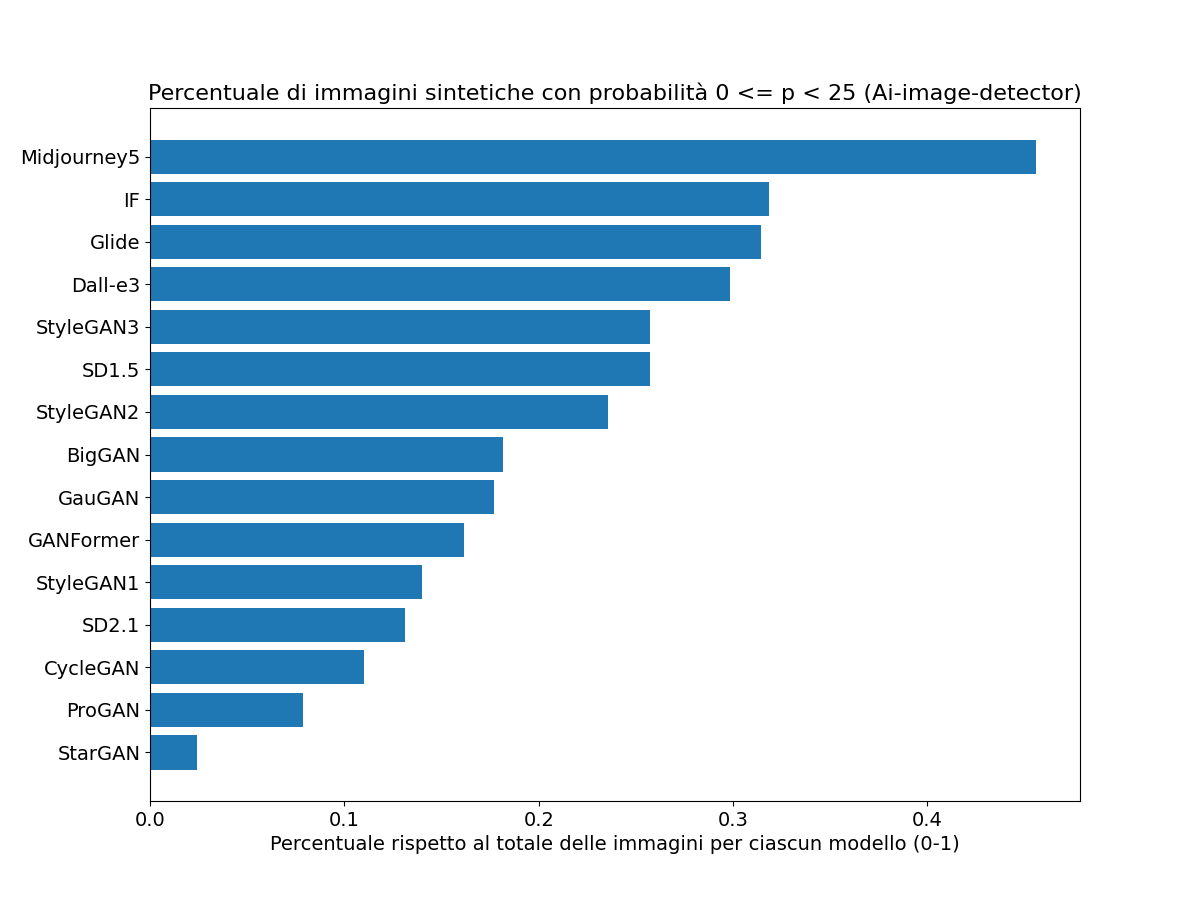 Percentuale di immagini sintetiche con probabilità 0 <= p < 25 (Ai-image-detector)
Midjourney5
IF
Glide
Dall-e3
StyleGAN3
SD1.5
StyleGAN2
BigGAN
GauGAN
GANFormer
StyleGAN1
SD2.1
CycleGAN
ProGAN
StarGAN
0.0 0.1 0.2 0.3 0.4
Percentuale rispetto al totale delle immagini per ciascun modello (0-1)